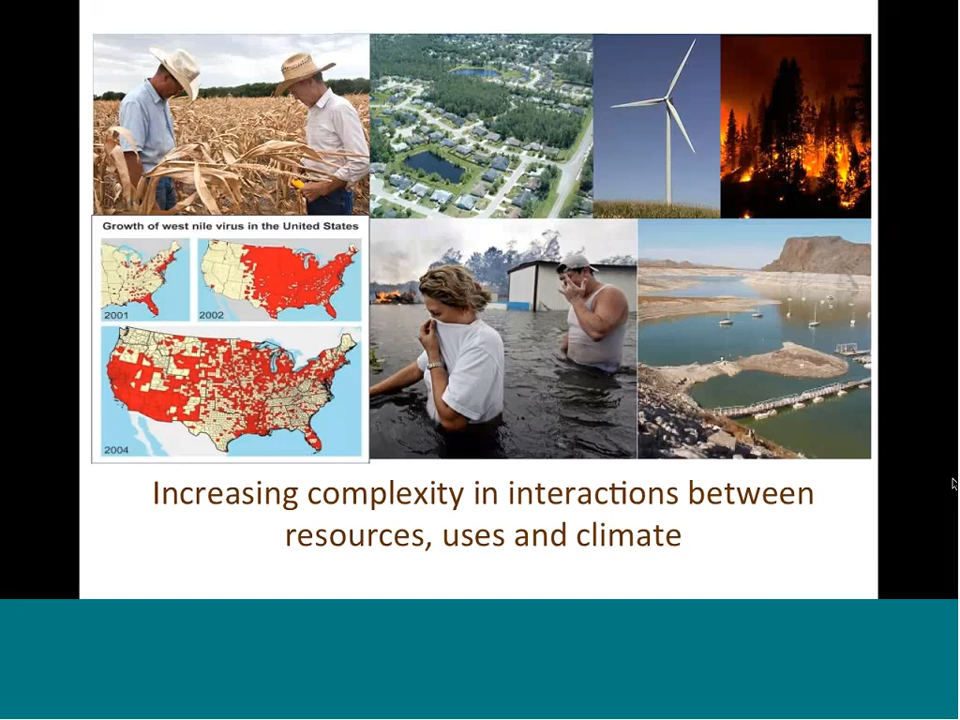 Growth of west nile virus in the United States
2001
2002
2004
Increasing complexity in interactions between
resources, uses and climate